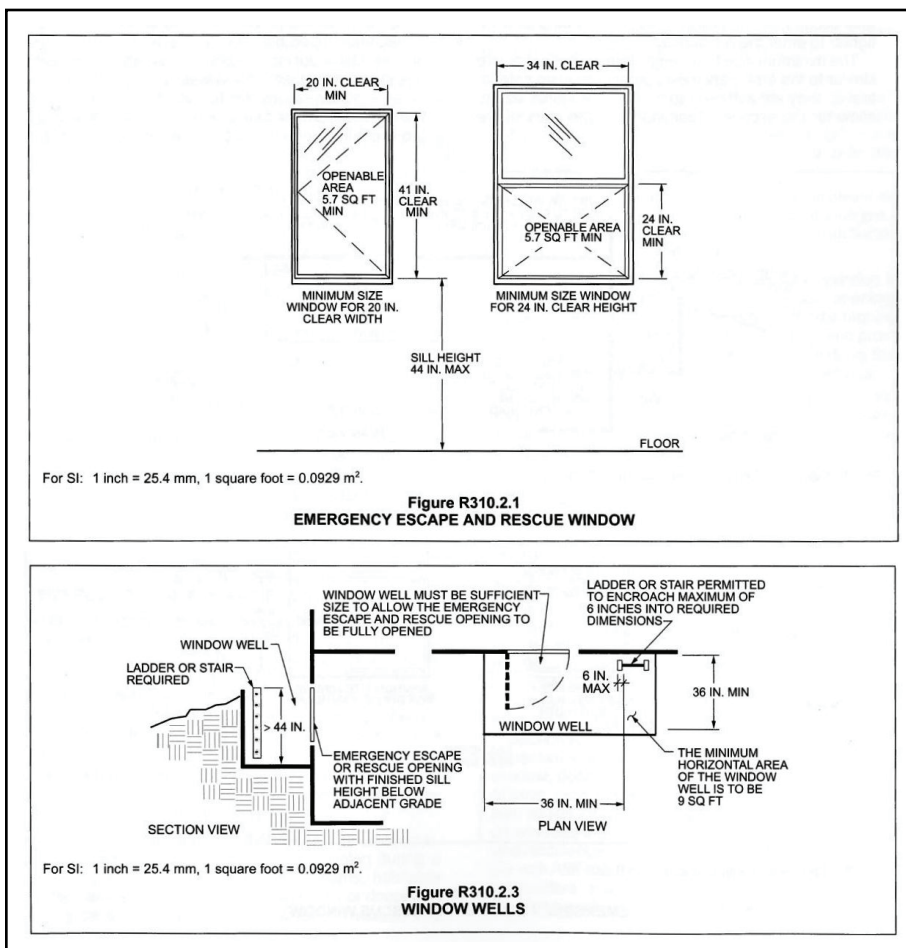 20 IN. CLEAR
MIN
34 IN. CLEAR
OPENABLE
AREA
5.7 SQ FT
MIN
41 IN.
CLEAR
MIN
OPENABLE AREA
5.7 SQ FT MIN
24 IN.
CLEAR
MIN
MINIMUM SIZE
WINDOW FOR 20 IN.
CLEAR WIDTH
MINIMUM SIZE WINDOW
FOR 24 IN. CLEAR HEIGHT
SILL HEIGHT
44 IN. MAX
FLOOR
For SI: 1 inch = 25.4 mm, 1 square foot = 0.0929 m².
Figure R310.2.1
EMERGENCY ESCAPE AND RESCUE WINDOW
WINDOW WELL MUST BE SUFFICIENT
SIZE TO ALLOW THE EMERGENCY
ESCAPE AND RESCUE OPENING TO
BE FULLY OPENED
LADDER OR STAIR PERMITTED
TO ENCROACH MAXIMUM OF
6 INCHES INTO REQUIRED
DIMENSIONS
WINDOW WELL
LADDER OR STAIR
REQUIRED
> 44 IN.
EMERGENCY ESCAPE
OR RESCUE OPENING
WITH FINISHED SILL
HEIGHT BELOW
ADJACENT GRADE
SECTION VIEW
6 IN.
MAX
36 IN. MIN
WINDOW WELL
THE MINIMUM
HORIZONTAL AREA
OF THE WINDOW
WELL IS TO BE
9 SQ FT
36 IN. MIN
PLAN VIEW
For SI: 1 inch = 25.4 mm, 1 square foot = 0.0929 m².
Figure R310.2.3
WINDOW WELLS